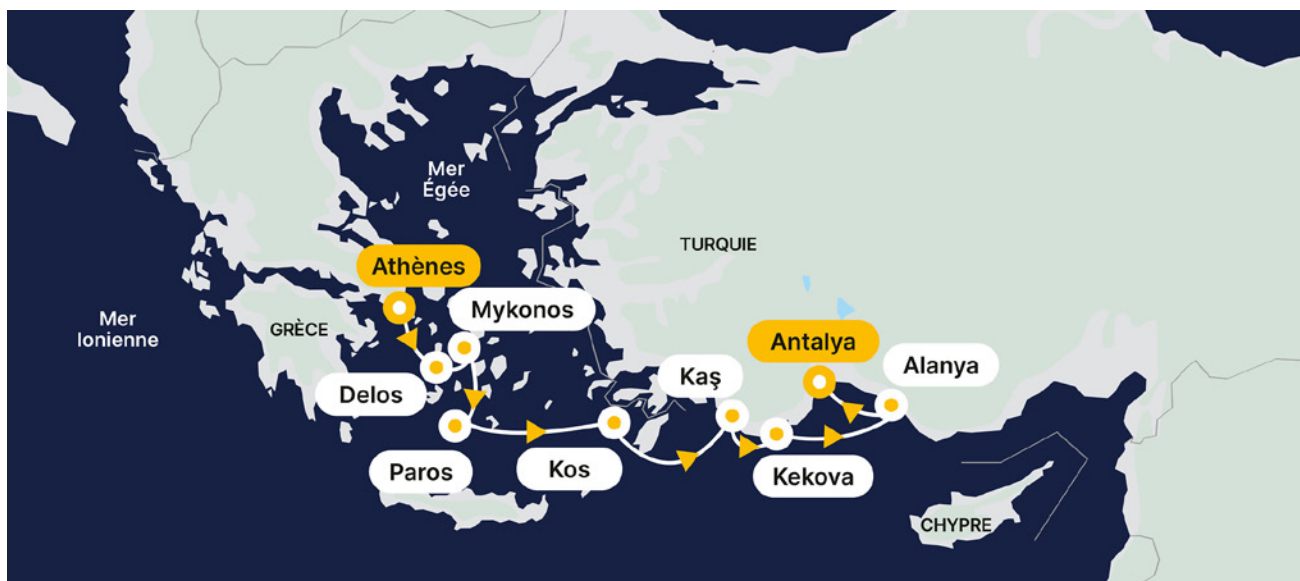 Mer
Égée
TURQUIE
Athènes
Mykonos
Mer
Ionienne
GRÈCE
Antalya
Alanya
Kaş
Delos
Paros
Kos
Kekova
CHYPRE